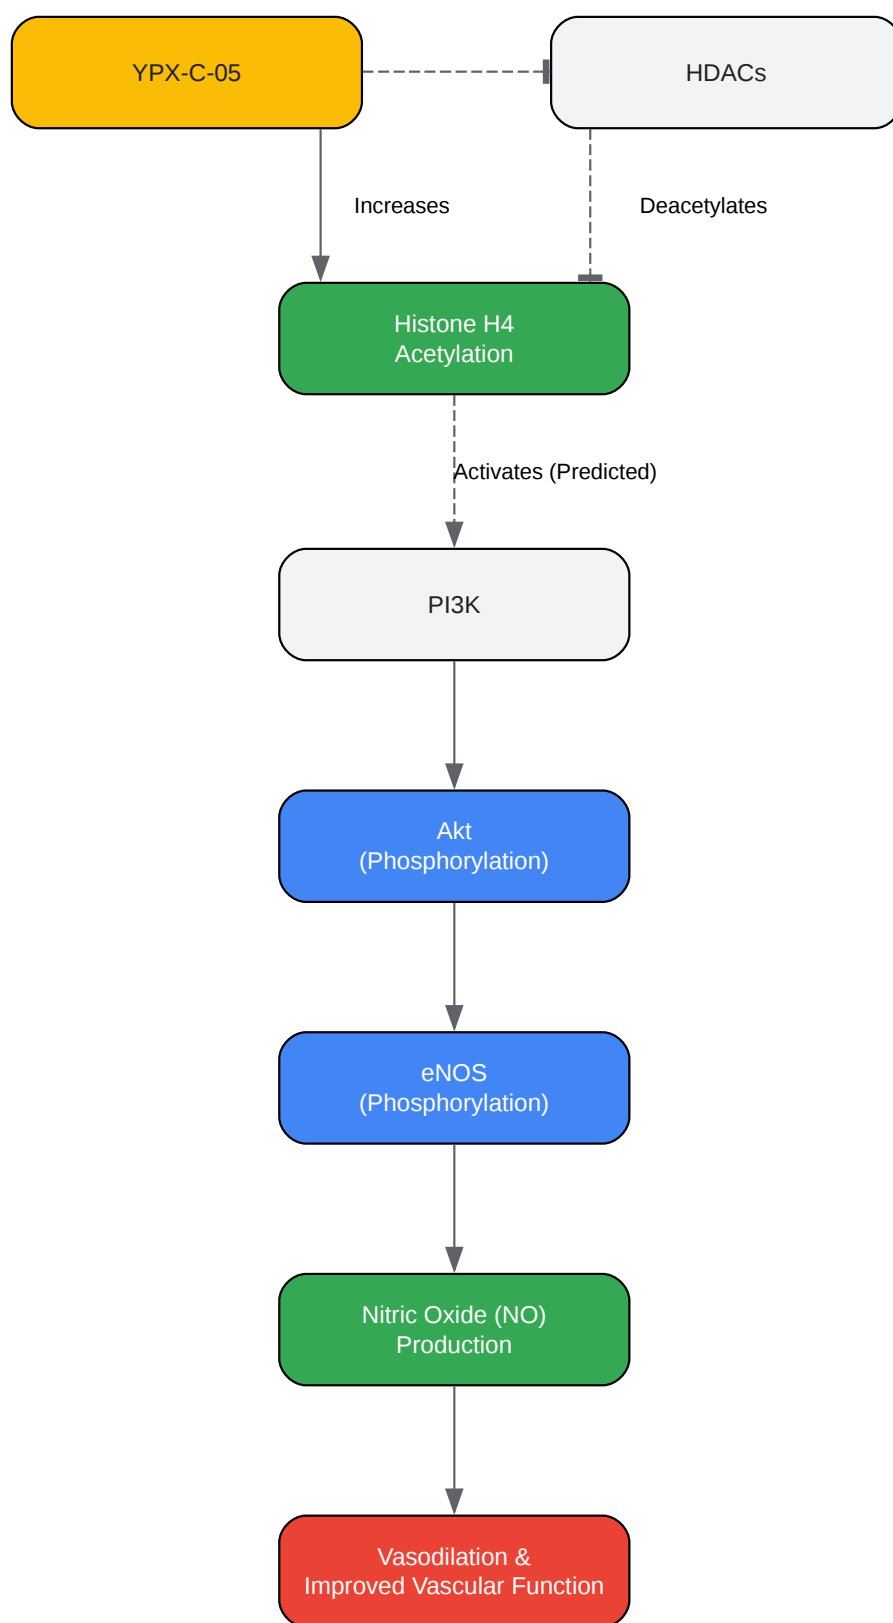 YPX-C-05
HDACs
Increases
Deacetylates
Histone H4
Acetylation
Activates (Predicted)
PI3K
Akt
(Phosphorylation)
eNOS
(Phosphorylation)
Nitric Oxide (NO)
Production
Vasodilation &
Improved Vascular Function